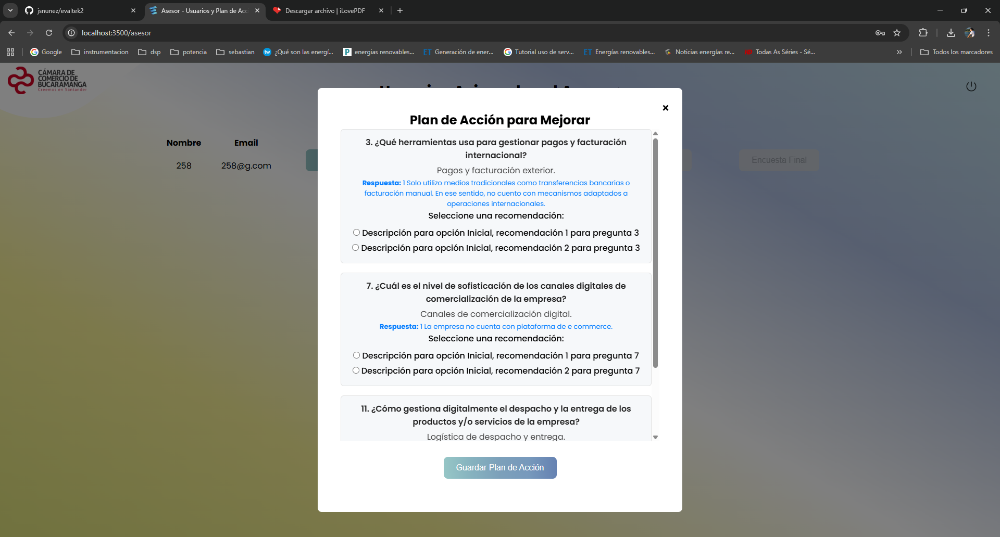 jsnunez/evaltek2
Asesor - Usuarios y Plan de Acc
Descargar archivo | iLovePDF
localhost:3500/asesor
Google
instrumentacion
dsp
potencia
sebastian
¿Qué son las energí...
energias renovables...
Generación de ener...
Tutorial uso de serv...
Energías renovables...
Noticias energías re...
Todas As Séries - Sé...
Todos los marcadores
CÁMARA DE
COMERCIO DE
BUCARAMANGA
Creemos en Santander
Nombre Email
258 258@g.com
Encuesta Final
Plan de Acción para Mejorar
3. ¿Qué herramientas usa para gestionar pagos y facturación
internacional?
Pagos y facturación exterior.
Respuesta: 1 Solo utilizo medios tradicionales como transferencias bancarias o
facturación manual. En ese sentido, no cuento con mecanismos adaptados a
operaciones internacionales.
Seleccione una recomendación:
Descripción para opción Inicial, recomendación 1 para pregunta 3
Descripción para opción Inicial, recomendación 2 para pregunta 3
7. ¿Cuál es el nivel de sofisticación de los canales digitales de
comercialización de la empresa?
Canales de comercialización digital.
Respuesta: 1 La empresa no cuenta con plataforma de e commerce.
Seleccione una recomendación:
Descripción para opción Inicial, recomendación 1 para pregunta 7
Descripción para opción Inicial, recomendación 2 para pregunta 7
11. ¿Cómo gestiona digitalmente el despacho y la entrega de los
productos y/o servicios de la empresa?
Logística de despacho y entrega.
Guardar Plan de Acción